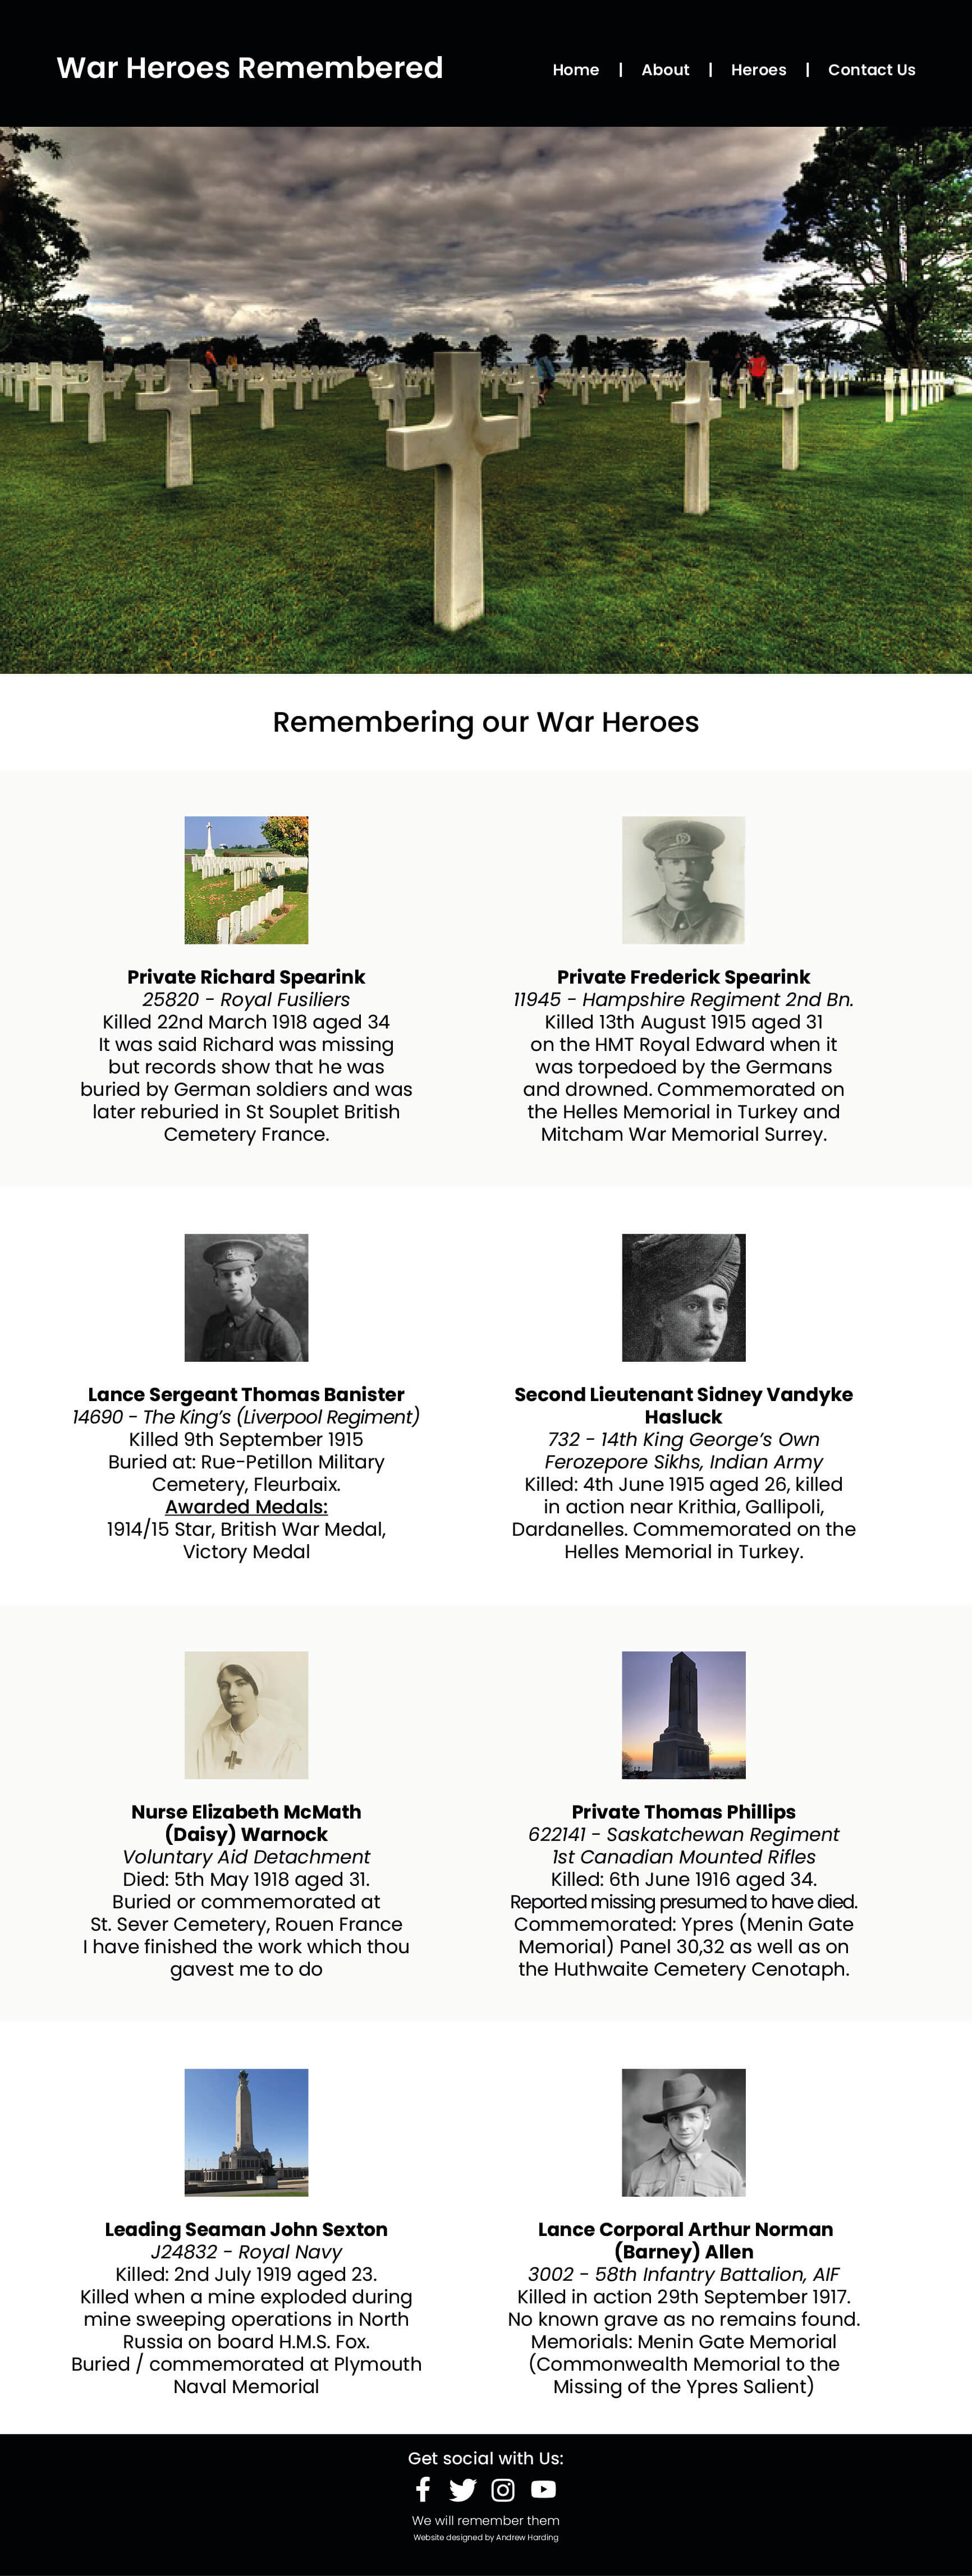 War Heroes Remembered
Home | About | Heroes | Contact Us
Remembering our War Heroes
Private Richard Spearink
25820 - Royal Fusiliers
Killed 22nd March 1918 aged 34
It was said Richard was missing
but records show that he was
buried by German soldiers and was
later reburied in St Souplet British
Cemetery France.
Private Frederick Spearink
11945 - Hampshire Regiment 2nd Bn.
Killed 13th August 1915 aged 31
on the HMT Royal Edward when it
was torpedoed by the Germans
and drowned. Commemorated on
the Helles Memorial in Turkey and
Mitcham War Memorial Surrey.
Lance Sergeant Thomas Banister
14690 - The King's (Liverpool Regiment)
Killed 9th September 1915
Buried at: Rue-Petillon Military
Cemetery, Fleurbaix.
Awarded Medals:
1914/15 Star, British War Medal,
Victory Medal
Second Lieutenant Sidney Vandyke
Hasluck
732 - 14th King George's Own
Ferozepore Sikhs, Indian Army
Killed: 4th June 1915 aged 26, killed
in action near Krithia, Gallipoli,
Dardanelles. Commemorated on the
Helles Memorial in Turkey.
Nurse Elizabeth McMath
(Daisy) Warnock
Voluntary Aid Detachment
Died: 5th May 1918 aged 31.
Buried or commemorated at
St. Sever Cemetery, Rouen France
I have finished the work which thou
gavest me to do
Private Thomas Phillips
622141 - Saskatchewan Regiment
1st Canadian Mounted Rifles
Killed: 6th June 1916 aged 34.
Reported missing presumed to have died.
Commemorated: Ypres (Menin Gate
Memorial) Panel 30,32 as well as on
the Huthwaite Cemetery Cenotaph.
Leading Seaman John Sexton
J24832 - Royal Navy
Killed: 2nd July 1919 aged 23.
Killed when a mine exploded during
mine sweeping operations in North
Russia on board H.M.S. Fox.
Buried / commemorated at Plymouth
Naval Memorial
Lance Corporal Arthur Norman
(Barney) Allen
3002 - 58th Infantry Battalion, AIF
Killed in action 29th September 1917.
No known grave as no remains found.
Memorials: Menin Gate Memorial
(Commonwealth Memorial to the
Missing of the Ypres Salient)
Get social with Us:
We will remember them
Website designed by Andrew Harding